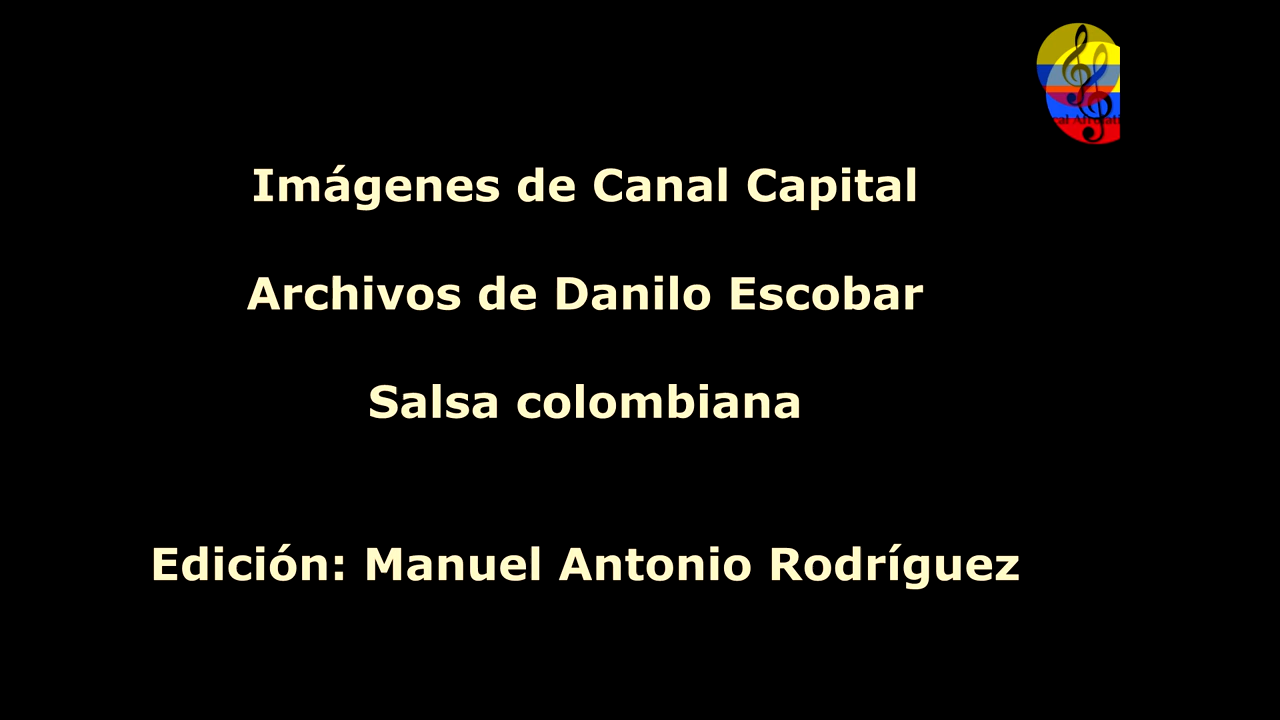 Imágenes de Canal Capital
Archivos de Danilo Escobar
Salsa colombiana
Edición: Manuel Antonio Rodríguez